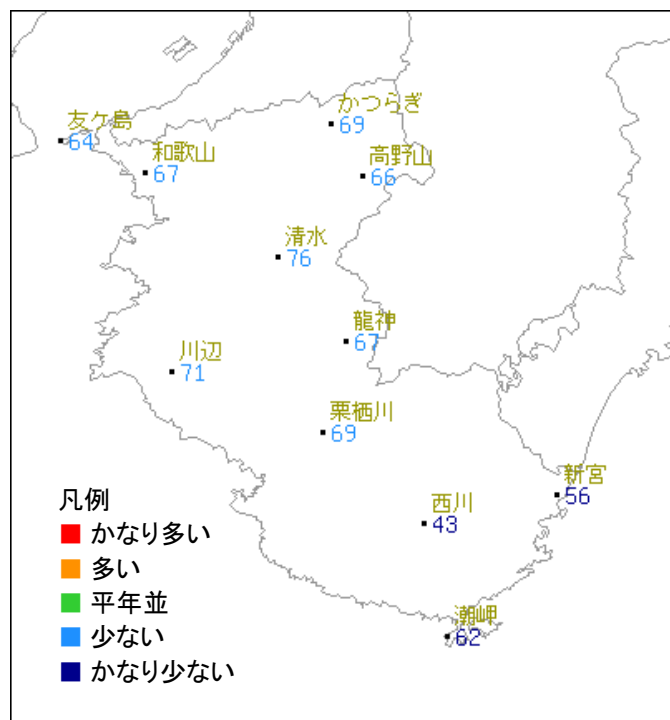 かつらぎ
69
友ケ島
64
和歌山
67
高野山
66
清水
76
龍神
67
川辺
71
栗栖川
69
新宮
56
西川
43
潮岬
62
凡例
かなり多い
多い
平年並
少ない
かなり少ない